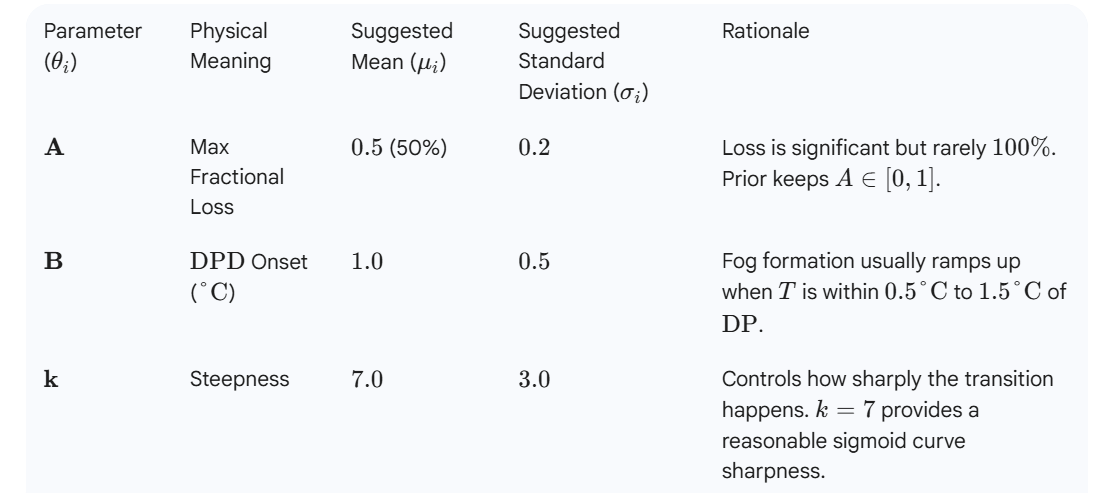 Parameter (θᵢ) Physical Meaning Suggested Mean (μᵢ) Suggested Standard Deviation (σᵢ) Rationale
A Max Fractional Loss 0.5 (50%) 0.2 Loss is significant but rarely 100%.
Prior keeps A ∈ [0, 1].
B DPD Onset (°C) 1.0 0.5 Fog formation usually ramps up
when T is within 0.5°C to 1.5°C of
DP.
k Steepness 7.0 3.0 Controls how sharply the transition
happens. k = 7 provides a
reasonable sigmoid curve
sharpness.